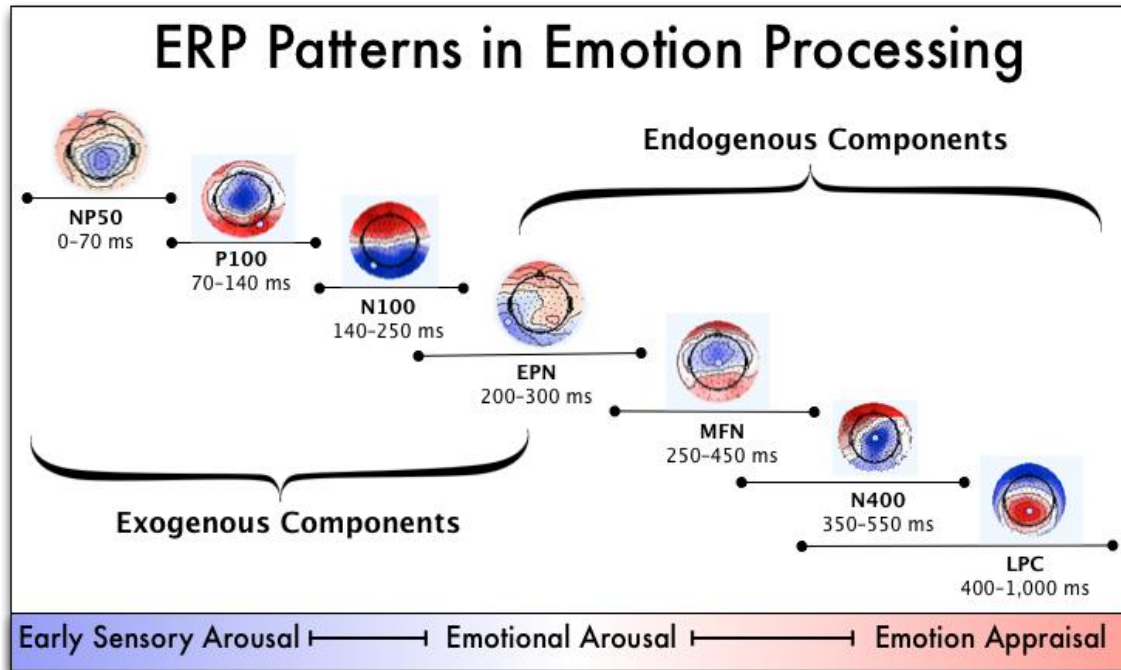 ERP Patterns in Emotion Processing
Endogenous Components
NP50
0–70 ms
P100
70–140 ms
N100
140–250 ms
EPN
200–300 ms
MFN
250–450 ms
N400
350–550 ms
LPC
400–1,000 ms
Exogenous Components
Early Sensory Arousal
Emotional Arousal
Emotion Appraisal